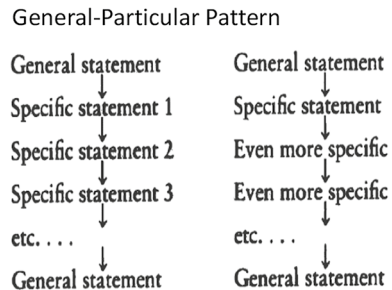 General-Particular Pattern
General statement
Specific statement 1
Specific statement 2
Specific statement 3
etc. . . .
General statement
General statement
Specific statement
Even more specific
Even more specific
etc. . . .
General statement